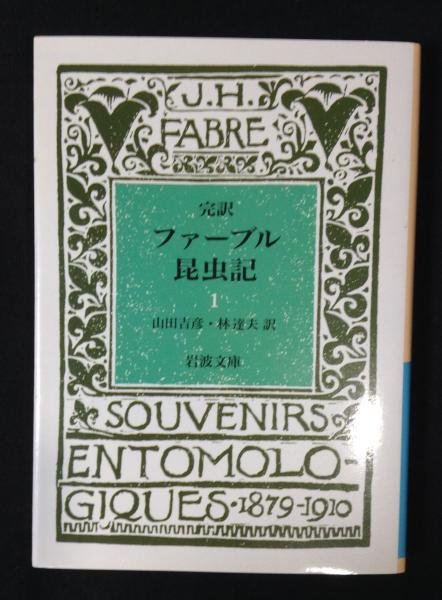 J.H.
FABRE
完訳
ファーブル
昆虫記
1
山田吉彦・林達夫 訳
岩波文庫
SOUVENIRS
ENTOMOLO-
GIQUES·1879-1910